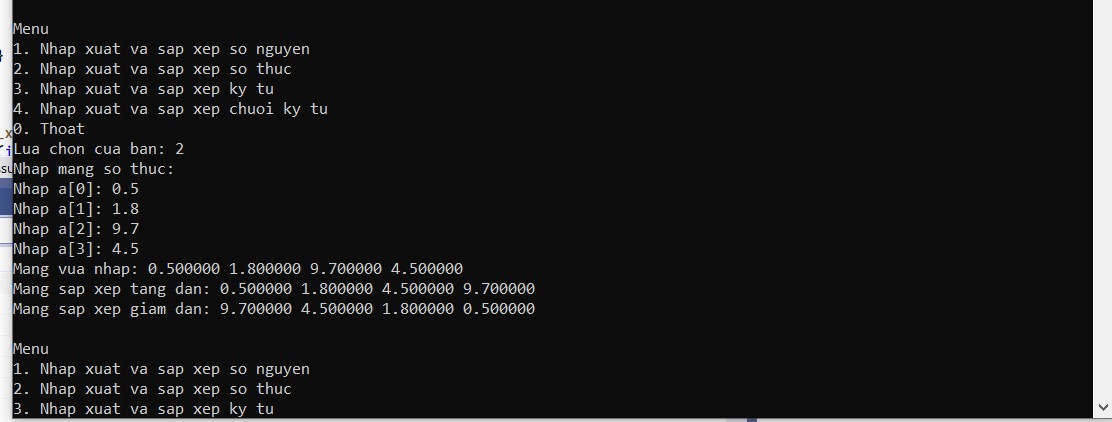 Menu
1. Nhap xuat va sap xep so nguyen
2. Nhap xuat va sap xep so thuc
3. Nhap xuat va sap xep ky tu
4. Nhap xuat va sap xep chuoi ky tu
0. Thoat
Lua chon cua ban: 2
Nhap mang so thuc:
Nhap a[0]: 0.5
Nhap a[1]: 1.8
Nhap a[2]: 9.7
Nhap a[3]: 4.5
Mang vua nhap: 0.500000 1.800000 9.700000 4.500000
Mang sap xep tang dan: 0.500000 1.800000 4.500000 9.700000
Mang sap xep giam dan: 9.700000 4.500000 1.800000 0.500000
Menu
1. Nhap xuat va sap xep so nguyen
2. Nhap xuat va sap xep so thuc
3. Nhap xuat va sap xep ky tu